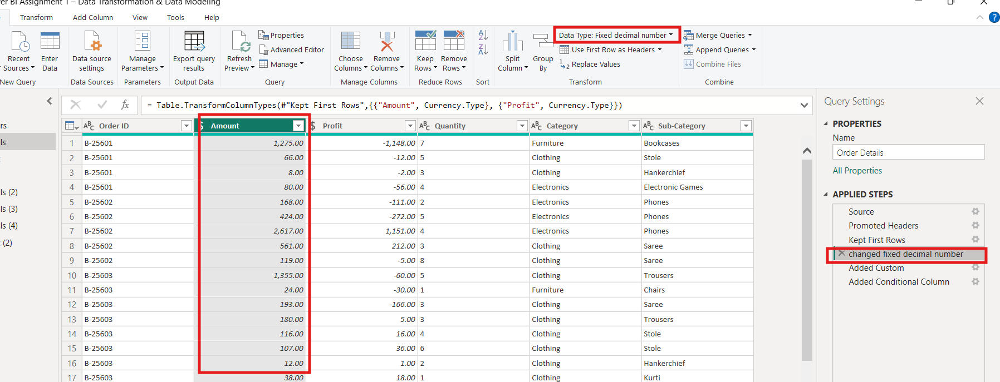 er BI Assignment 1 – Data Transformation & Data Modeling
Transform Add Column View Tools Help
Recent Sources
Enter Data
New Query
Data source settings
Data Sources
Manage Parameters
Parameters
Export query results
Output Data
Refresh Preview
Properties
Advanced Editor
Manage
Query
Choose Columns
Remove Columns
Manage Columns
Keep Rows
Remove Rows
Reduce Rows
Sort
Split Column
Group By
Data Type: Fixed decimal number
Use First Row as Headers
Replace Values
Transform
Merge Queries
Append Queries
Combine Files
Combine
rs
ls
ls (2)
ls (3)
ls (4)
(2)
fx = Table.TransformColumnTypes(#"Kept First Rows",{{"Amount", Currency.Type}, {"Profit", Currency.Type}})
ABC Order ID $ Amount $ Profit ABC Quantity ABC Category ABC Sub-Category
1 B-25601 1,275.00 -1,148.00 7 Furniture Bookcases
2 B-25601 66.00 -12.00 5 Clothing Stole
3 B-25601 8.00 -2.00 3 Clothing Hankerchief
4 B-25601 80.00 -56.00 4 Electronics Electronic Games
5 B-25602 168.00 -111.00 2 Electronics Phones
6 B-25602 424.00 -272.00 5 Electronics Phones
7 B-25602 2,617.00 1,151.00 4 Electronics Phones
8 B-25602 561.00 212.00 3 Clothing Saree
9 B-25602 119.00 -5.00 8 Clothing Saree
10 B-25603 1,355.00 -60.00 5 Clothing Trousers
11 B-25603 24.00 -30.00 1 Furniture Chairs
12 B-25603 193.00 -166.00 3 Clothing Saree
13 B-25603 180.00 5.00 3 Clothing Trousers
14 B-25603 116.00 16.00 4 Clothing Stole
15 B-25603 107.00 36.00 6 Clothing Stole
16 B-25603 12.00 1.00 2 Clothing Hankerchief
17 B-25603 38.00 18.00 1 Clothing Kurti
Query Settings
PROPERTIES
Name
Order Details
All Properties
APPLIED STEPS
Source
Promoted Headers
Kept First Rows
changed fixed decimal number
Added Custom
Added Conditional Column